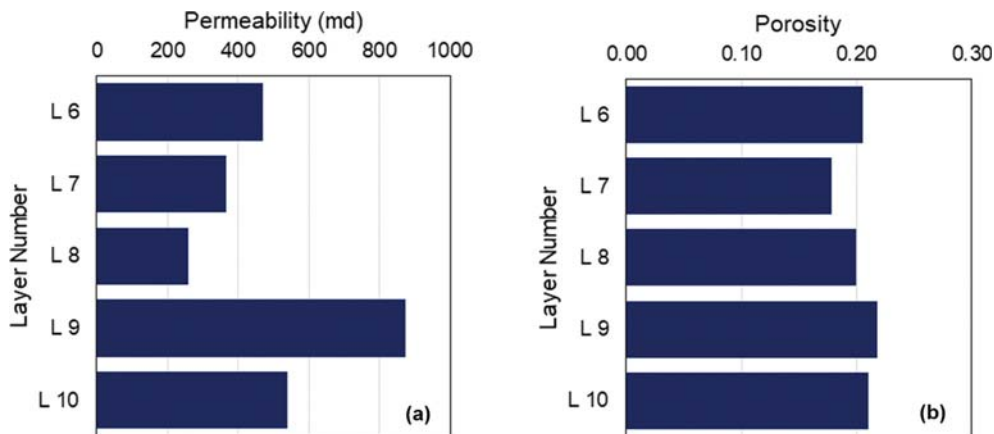 Permeability (md)
0 200 400 600 800 1000
Layer Number
L 6
L 7
L 8
L 9
L 10
(a)
Porosity
0.00 0.10 0.20 0.30
Layer Number
L 6
L 7
L 8
L 9
L 10
(b)